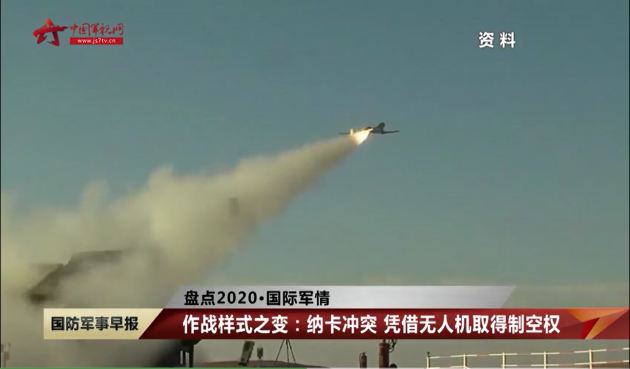 中国军视网
www.js7tv.cn
资料
盘点2020·国际军情
国防军事早报
作战样式之变：纳卡冲突 凭借无人机取得制空权